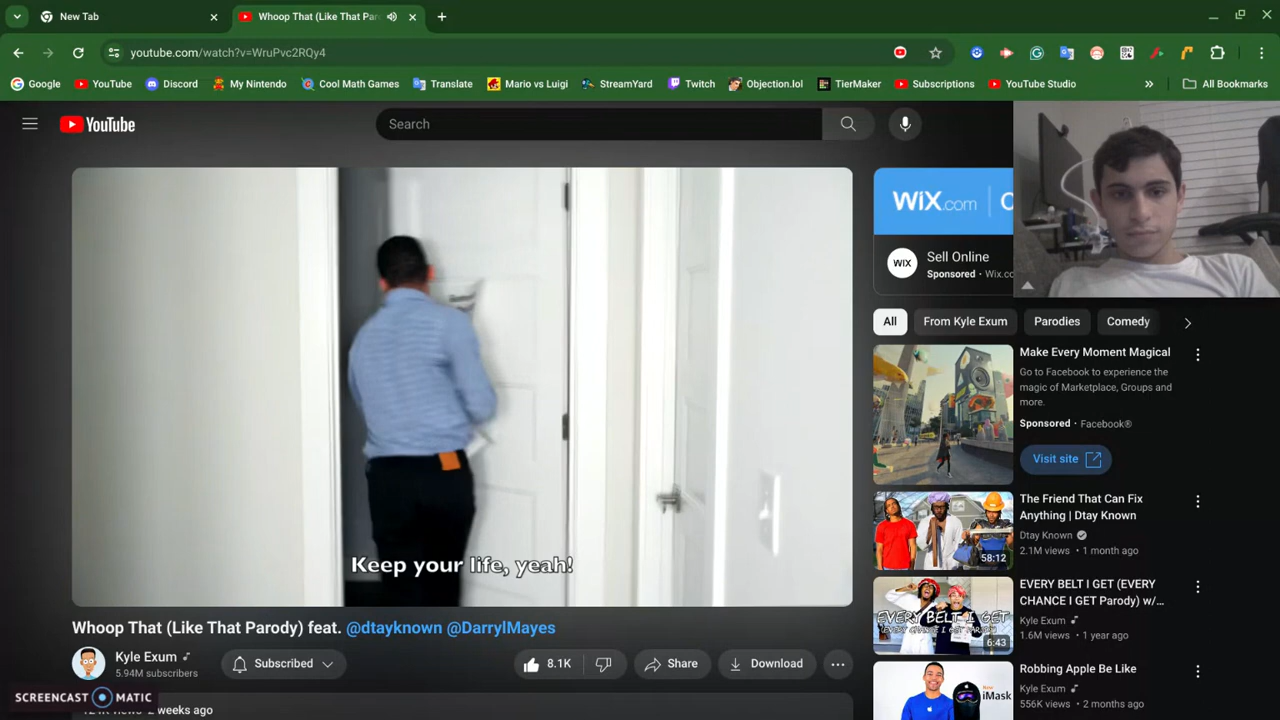 New Tab
Whoop That (Like That Par
youtube.com/watch?v=WruPvc2RQy4
Google
YouTube
Discord
My Nintendo
Cool Math Games
Translate
Mario vs Luigi
StreamYard
Twitch
Objection.lol
TierMaker
Subscriptions
YouTube Studio
»
All Bookmarks
YouTube
Search
WiX.com
WIX
Sell Online
Sponsored · Wix.co
Keep your life, yeah!
All
From Kyle Exum
Parodies
Comedy
Make Every Moment Magical
Go to Facebook to experience the
magic of Marketplace, Groups and
more.
Sponsored · Facebook®
Visit site
The Friend That Can Fix
Anything | Dtay Known
Dtay Known
2.1M views · 1 month ago
58:12
EVERY BELT I GET (EVERY
CHANCE I GET Parody) w/...
Kyle Exum
1.6M views · 1 year ago
EVERY BELT I GET
6:43
Robbing Apple Be Like
Kyle Exum
556K views · 2 months ago
iMask
Whoop That (Like That Parody) feat. @dtayknown @DarrylMayes
Kyle Exum
5.94M subscribers
Subscribed
8.1K
Share
Download
SCREENCAST MATIC
views 2 weeks ago